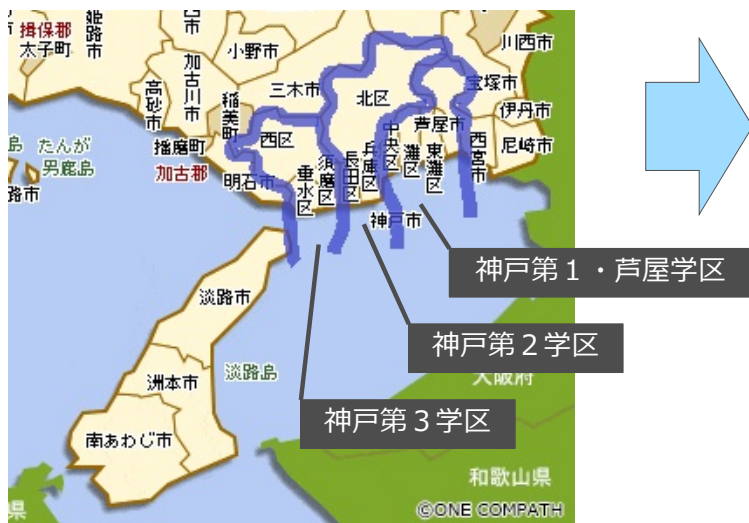 揖保郡
太子町
姫路市
小野市
加古川市
高砂市
稲美町
播磨町
加古郡
明石市
三木市
北区
西区
垂水区
須磨区
長田区
兵庫区
中央区
灘区
東灘区
芦屋市
西宮市
宝塚市
川西市
伊丹市
尼崎市
神戸市
島
たんが
男鹿島
路市
淡路市
淡路島
洲本市
南あわじ市
大阪府
和歌山県
県
神戸第1・芦屋学区
神戸第2学区
神戸第3学区
©ONE COMPATH